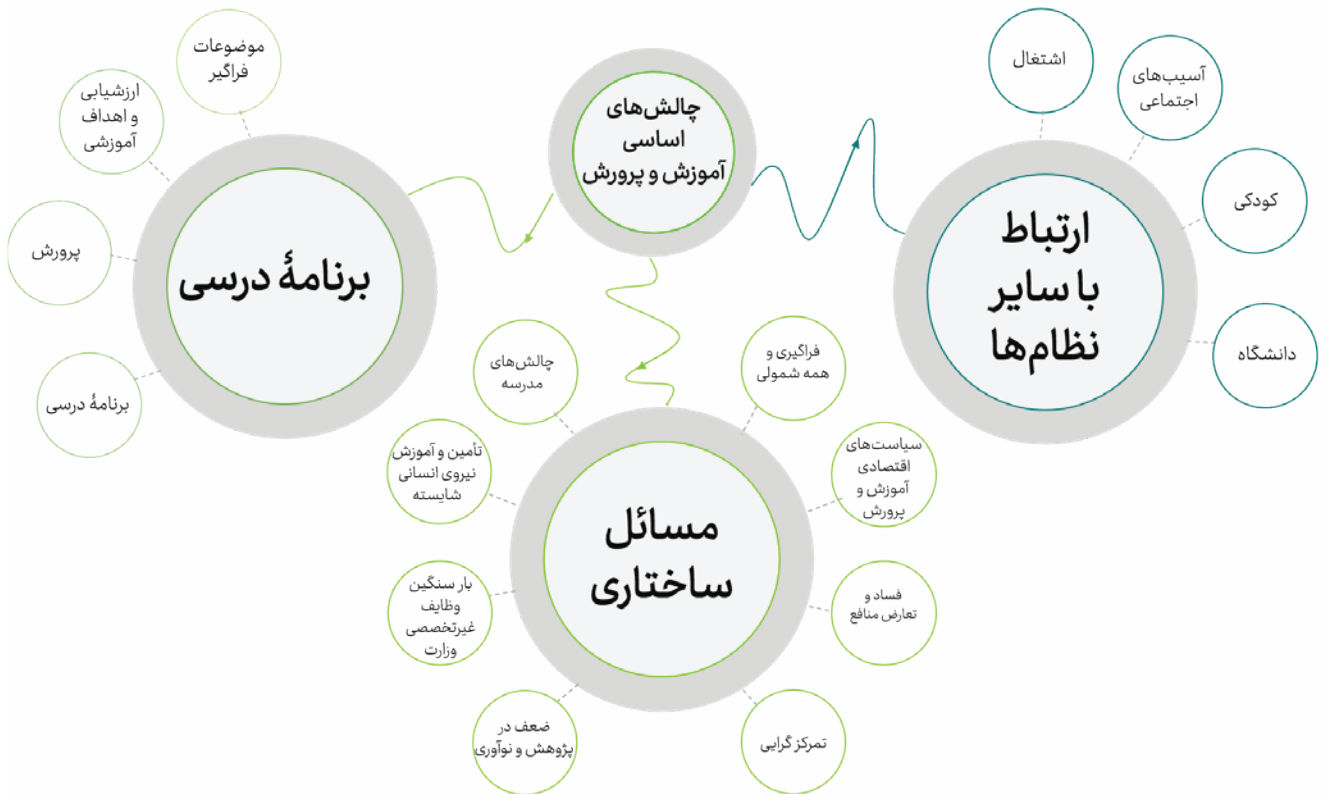 چالش‌های
اساسی
آموزش و پرورش
ارتباط
با سایر
نظام‌ها
اشتغال
آسیب‌های
اجتماعی
کودکی
دانشگاه
مسائل
ساختاری
فراگیری و
همه شمولی
سیاست‌های
اقتصادی
آموزش و
پرورش
فساد و
تعارض منافع
تمرکز گرایی
ضعف در
پژوهش و نوآوری
بار سنگین
وظایف
غیرتخصصی
وزارت
تأمین و آموزش
نیروی انسانی
شایسته
چالش‌های
مدرسه
برنامهٔ درسی
موضوعات
فراگیر
ارزشیابی
و اهداف
آموزشی
پرورش
برنامهٔ درسی